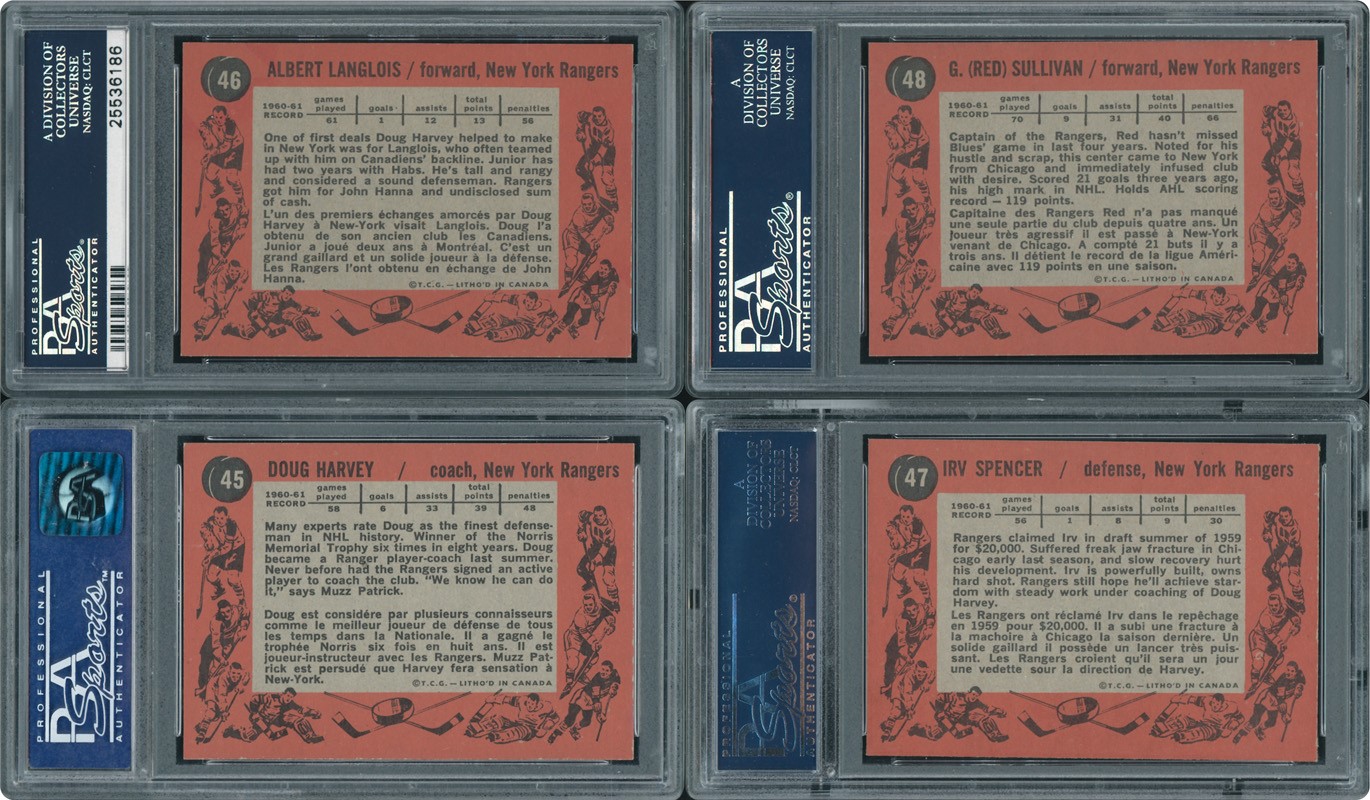 A DIVISION OF
COLLECTORS
UNIVERSE
NASDAQ: CLCT
25536186
PROFESSIONAL
PSA
Sports®
AUTHENTICATOR
46
ALBERT LANGLOIS / forward, New York Rangers
1960-61 RECORD
games played goals assists total points penalties
61 1 12 13 56
One of first deals Doug Harvey helped to make
in New York was for Langlois, who often teamed
up with him on Canadiens' backline. Junior has
had two years with Habs. He's tall and rangy
and considered a sound defenseman. Rangers
got him for John Hanna and undisclosed sum
of cash.
L'un des premiers échanges amorcés par Doug
Harvey à New-York visait Langlois. Doug l'a
obtenu de son ancien club les Canadiens.
Junior a joué deux ans à Montréal. C'est un
grand gaillard et un solide joueur à la défense.
Les Rangers l'ont obtenu en échange de John
Hanna.
©T.C.G. — LITHO'D IN CANADA
A
DIVISION OF
COLLECTORS
UNIVERSE
NASDAQ: CLCT
PROFESSIONAL
PSA
Sports®
AUTHENTICATOR
48
G. (RED) SULLIVAN / forward, New York Rangers
1960-61 RECORD
games played goals assists total points penalties
70 9 31 40 66
Captain of the Rangers, Red hasn't missed
Blues' game in last four years. Noted for his
hustle and scrap, this center came to New York
from Chicago and immediately infused club
with desire. Scored 21 goals three years ago,
his high mark in NHL. Holds AHL scoring
record — 119 points.
Capitaine des Rangers Red n'a pas manqué
une seule partie du club depuis quatre ans. Un
Joueur très agressif il est passé à New-York
venant de Chicago. A compté 21 buts il y a
trois ans. Il détient le record de la ligue Améri-
caine avec 119 points en une saison.
©T.C.G. — LITHO'D IN CANADA
PSA
PROFESSIONAL
PSA
Sports™
AUTHENTICATOR
45
DOUG HARVEY / coach, New York Rangers
1960-61 RECORD
games played goals assists total points penalties
58 6 33 39 48
Many experts rate Doug as the finest defense-
man in NHL history. Winner of the Norris
Memorial Trophy six times in eight years. Doug
became a Ranger player-coach last summer.
Never before had the Rangers signed an active
player to coach the club. "We know he can do
it," says Muzz Patrick.
Doug est considére par plusieurs connaisseurs
comme le meilleur joueur de défense de tous
les temps dans la Nationale. Il a gagné le
trophée Norris six fois en huit ans. Il est
joueur-instructeur avec les Rangers. Muzz Pat-
rick est persudé que Harvey fera sensation à
New-York.
©T.C.G. — LITHO'D IN CANADA
A
DIVISION OF
COLLECTORS
UNIVERSE
NASDAQ: CLCT
PROFESSIONAL
PSA
Sports®
AUTHENTICATOR
47
IRV SPENCER / defense, New York Rangers
1960-61 RECORD
games played goals assists total points penalties
56 1 8 9 30
Rangers claimed Irv in draft summer of 1959
for $20,000. Suffered freak jaw fracture in Chi-
cago early last season, and slow recovery hurt
his development. Irv is powerfully built, owns
hard shot. Rangers still hope he'll achieve star-
dom with steady work under coaching of Doug
Harvey.
Les Rangers ont réclamé Irv dans le repêchage
en 1959 pour $20,000. Il a subi une fracture à
la machoire à Chicago la saison dernière. Un
solide gaillard il possède un lancer très puis-
sant. Les Rangers croient qu'il sera un jour
une vedette sour la direction de Harvey.
©T.C.G. — LITHO'D IN CANADA